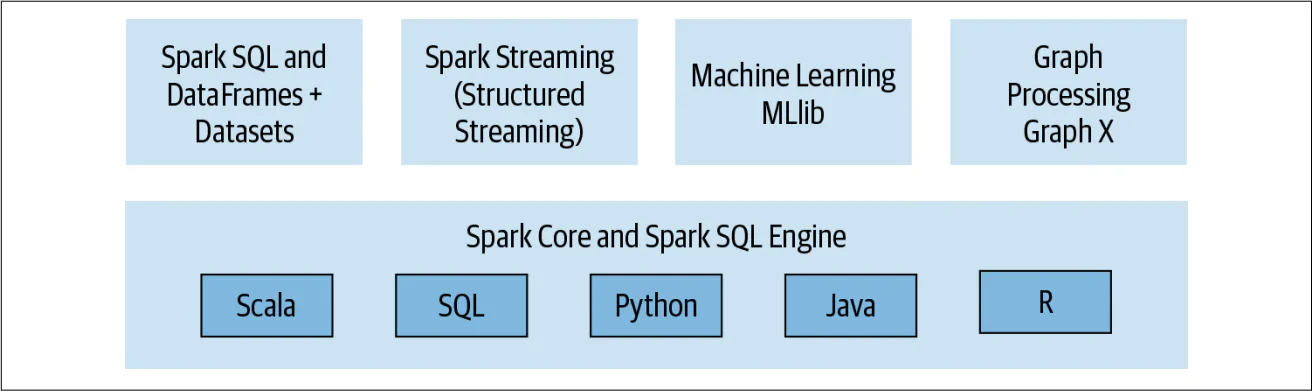 Spark SQL and
DataFrames +
Datasets
Spark Streaming
(Structured
Streaming)
Machine Learning
MLlib
Graph
Processing
Graph X
Spark Core and Spark SQL Engine
Scala
SQL
Python
Java
R